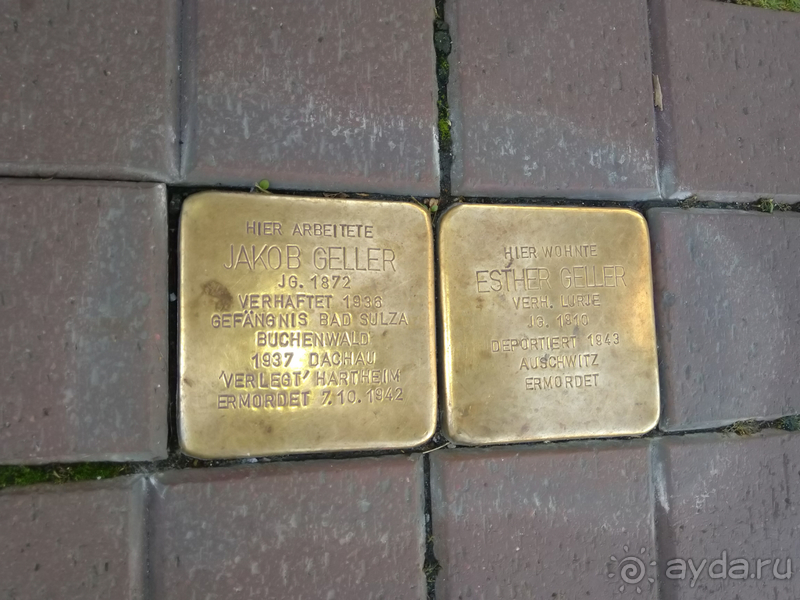 HIER ARBEITETE
JAKOB GELLER
JG. 1872
VERHAFTET 1936
GEFÄNGNIS BAD SULZA
BUCHENWALD
1937 DACHAU
'VERLEGT' HARTHEIM
ERMORDET 7.10.1942
HIER WOHNTE
ESTHER GELLER
VERH. LURJE
JG. 1910
DEPORTIERT 1943
AUSCHWITZ
ERMORDET
ayda.ru